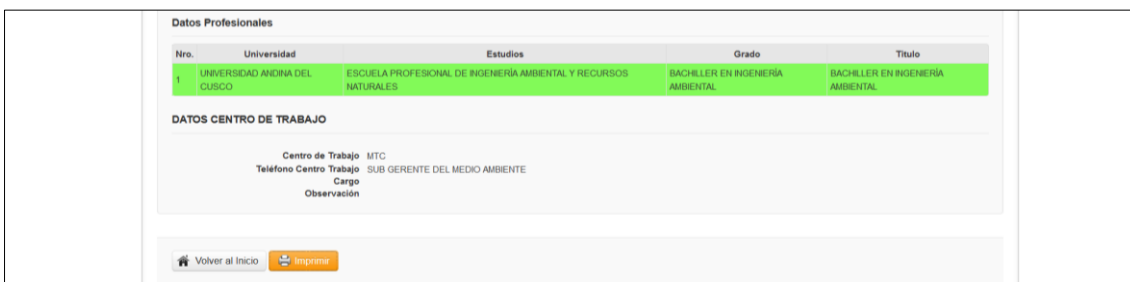 Datos Profesionales
Nro. Universidad Estudios Grado Titulo
1 UNIVERSIDAD ANDINA DEL CUSCO ESCUELA PROFESIONAL DE INGENIERÍA AMBIENTAL Y RECURSOS NATURALES BACHILLER EN INGENIERÍA AMBIENTAL BACHILLER EN INGENIERÍA AMBIENTAL
DATOS CENTRO DE TRABAJO
Centro de Trabajo MTC
Teléfono Centro Trabajo SUB GERENTE DEL MEDIO AMBIENTE
Cargo
Observación
Volver al Inicio Imprimir